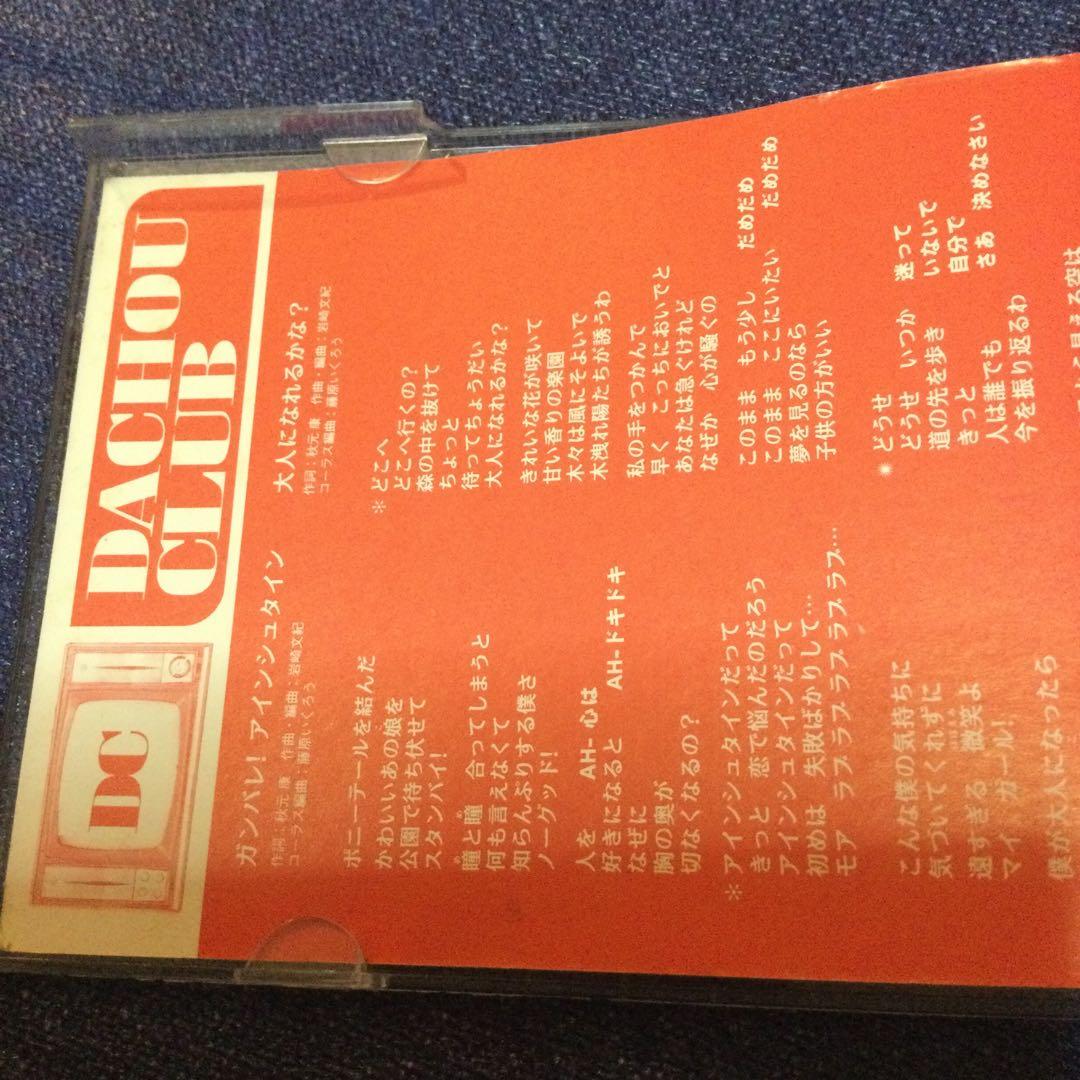 DC
DACHOU
CLUB
ガンバレ! アインシュタイン
作詞:秋元 康 作曲・編曲:岩崎文紀
コーラス編曲:藤原いくろう
ポニーテールを結んだ
かわいいあの娘を
公園で待ち伏せて
スタンバイ!
瞳と瞳 合ってしまうと
何も言えなくて
知らんぷりする僕さ
ノーグッド!
人を AH-心は
好きになると AH-ドキドキ
なぜに
胸の奥が
切なくなるの?
※アインシュタインだって
きっと 恋で悩んだのだろう
アインシュタインだって
初めは 失敗ばかりして…
モア ラブ ラブ ラブ ラブ ラブ…
こんな僕の気持ちに
気づいてくれずに
遠すぎる 微笑よ
マイ・ガール!
僕が大人になったら
大人になれるかな?
作詞:秋元 康 作曲・編曲:岩崎文紀
コーラス編曲:藤原いくろう
※どこへ
どこへ行くの?
森の中を抜けて
ちょっと
待ってちょうだい
大人になれるかな?
きれいな花が咲いて
甘い香りの楽園
木々は風にそよいで
木洩れ陽たちが誘うわ
私の手をつかんで
早く こっちにおいでと
あなたは急ぐけれど
なぜか 心が騒ぐの
このまま もう少し だめだめ
このまま ここにいたい だめだめ
夢を見るのなら
子供の方がいい
※どうせ 迷って
どうせ いつか いないで
道の先を歩き 自分で
きっと さあ 決めなさい
人は誰でも
今を振り返るわ
見える空は